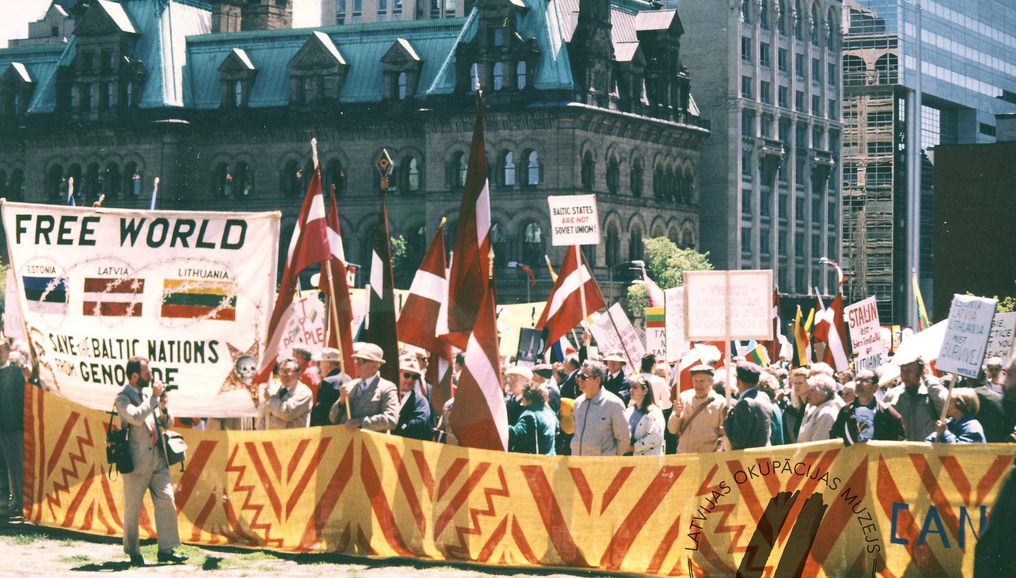 FREE WORLD
ESTONIA LATVIA LITHUANIA
SAVE THE BALTIC NATIONS
FROM GENOCIDE
BALTIC STATES
ARE NOT
SOVIET UNION!
STALIN
LATVIA
LITHUANIA
MUST
SURVIVE!
LATVIJAS OKUPĀCIJAS MUZEJS
CAN